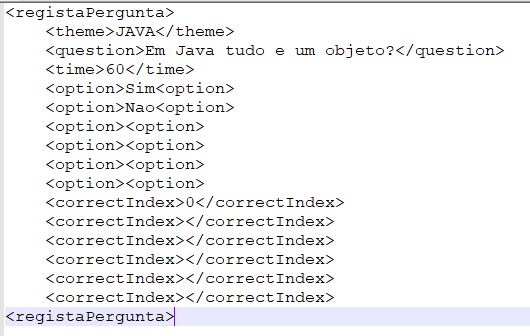 <registaPergunta>
<theme>JAVA</theme>
<question>Em Java tudo e um objeto?</question>
<time>60</time>
<option>Sim<option>
<option>Nao<option>
<option><option>
<option><option>
<option><option>
<option><option>
<correctIndex>0</correctIndex>
<correctIndex></correctIndex>
<correctIndex></correctIndex>
<correctIndex></correctIndex>
<correctIndex></correctIndex>
<correctIndex></correctIndex>
<registaPergunta>